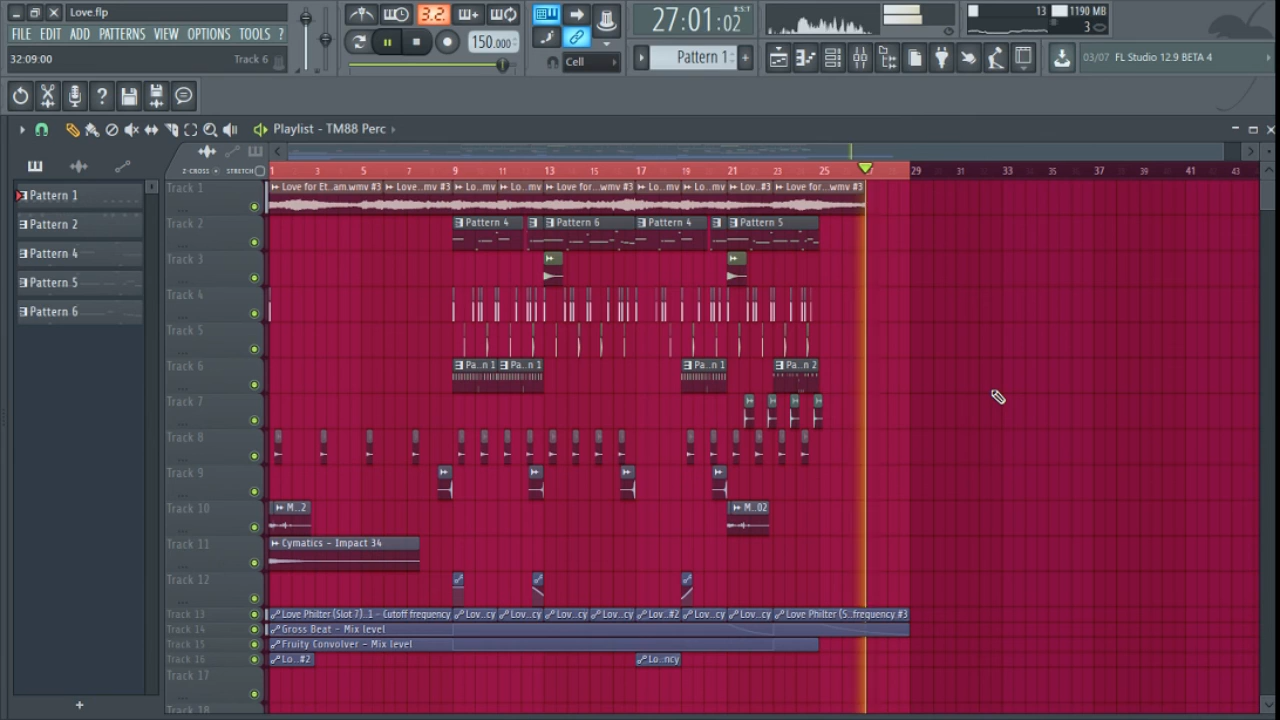 Love.flp
FILE EDIT ADD PATTERNS VIEW OPTIONS TOOLS ?
32:09:00 Track 6
3.2.
150.000
Cell
27:01:02
B:S:T
Pattern 1
13 1190 MB
3
03/07 FL Studio 12.9 BETA 4
Playlist - TM88 Perc
Z-CROSS STRETCH
1 3 5 7 9 11 13 15 17 19 21 23 25 29 31 33 35 37 39 41 43
Pattern 1
Pattern 2
Pattern 4
Pattern 5
Pattern 6
Track 1
Love for Et..am.wmv #3 Love...mv #3 Lo..mv Lo..mv Love for...wmv #3 Lo..mv Lo..mv Lov..#3 Love for...wmv #3
Track 2
Pattern 4 Pattern 6 Pattern 4 Pattern 5
Track 3
Track 4
Track 5
Track 6
Pa..n 1 Pa..n 1 Pa..n 1 Pa..n 2
Track 7
Track 8
Track 9
Track 10
M...2 M..02
Track 11
Cymatics - Impact 34
Track 12
Track 13
Love Philter (Slot 7)..1 - Cutoff frequency Lov..cy Lov..cy Lov..cy Lov..cy Lov..#2 Lov..cy Lov..cy Love Philter (S..frequency #3
Track 14
Gross Beat - Mix level
Track 15
Fruity Convolver - Mix level
Track 16
Lo..#2 Lo..ncy
Track 17
Track 18